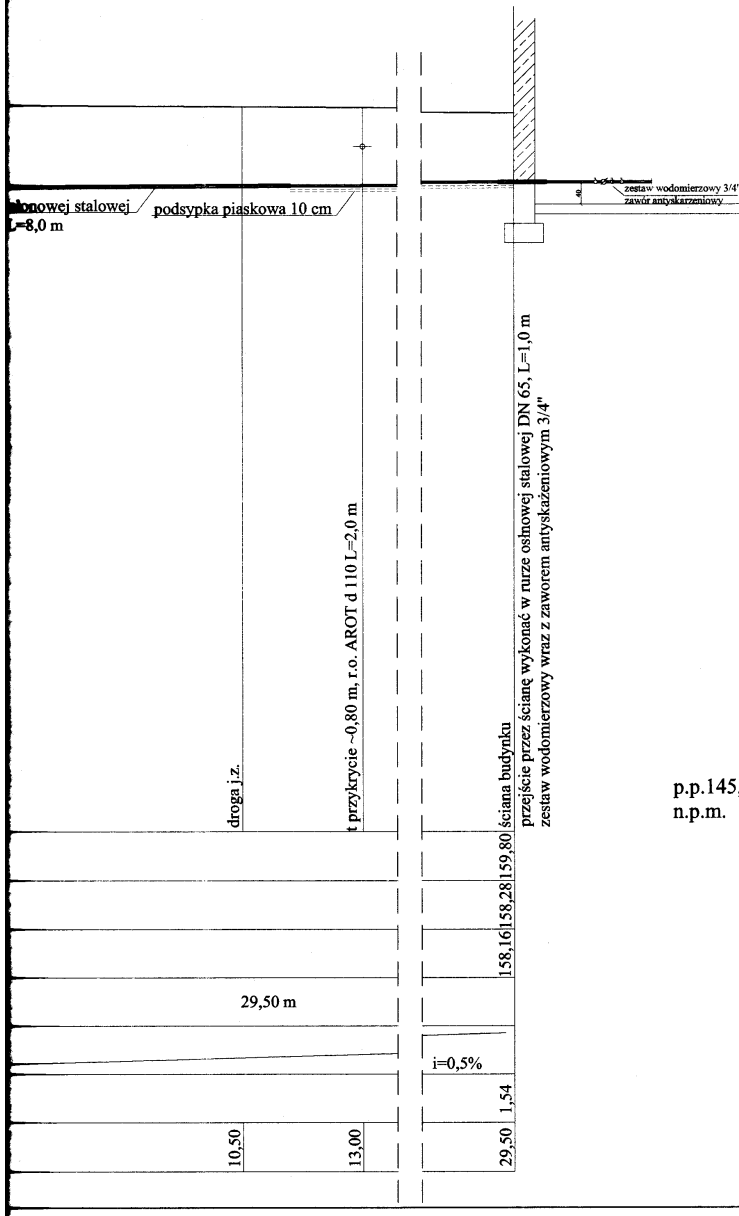 zestaw wodomierzowy 3/4"
zawór antyskarzeniowy
40
stalowej
L=8,0 m
podsypka piaskowa 10 cm
droga j.z.
t przykrycie ~0,80 m, r.o. AROT d 110 L=2,0 m
ściana budynku
przejście przez ścianę wykonać w rurze osłnowej stalowej DN 65, L=1,0 m
zestaw wodomierzowy wraz z zaworem antyskażeniowym 3/4"
p.p.145,
n.p.m.
159,80
158,28
158,16
29,50 m
i=0,5%
1,54
10,50
13,00
29,50